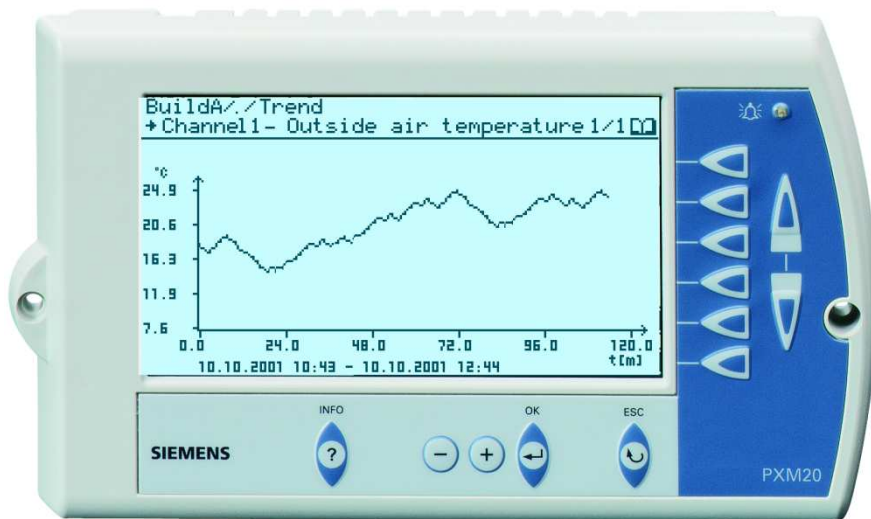 BuildA/./Trend
→Channel1- Outside air temperature 1/1
°C
24.9
20.6
16.3
11.9
7.6
0.0 24.0 48.0 72.0 96.0 120.0
t[m]
10.10.2001 10:43 - 10.10.2001 12:44
INFO OK ESC
SIEMENS ? - +
PXM20